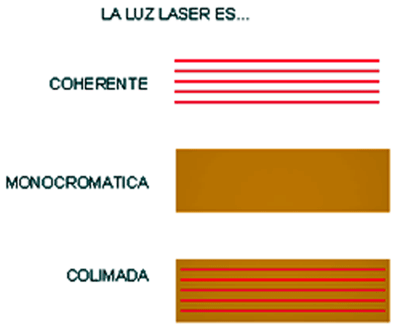 LA LUZ LASER ES...
COHERENTE
MONOCROMATICA
COLIMADA